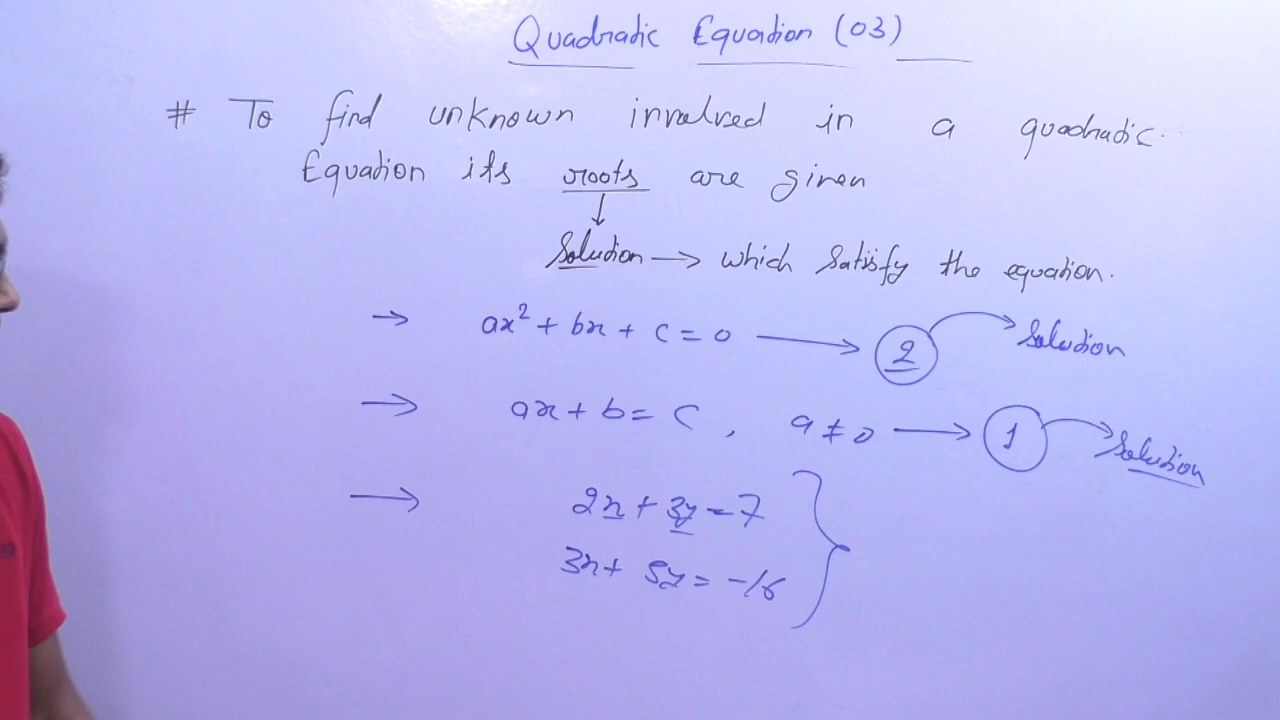 Quadratic Equation (03)
# To find unknown involved in a quadratic.
Equation its roots are given
↓
Solution → which satisfy the equation.
→ ax² + bx + c = 0 → 2 → Solution
→ ax + b = c , a ≠ 0 → 1 → Solution
→ 2x + 3y = 7
3x + 5y = -16